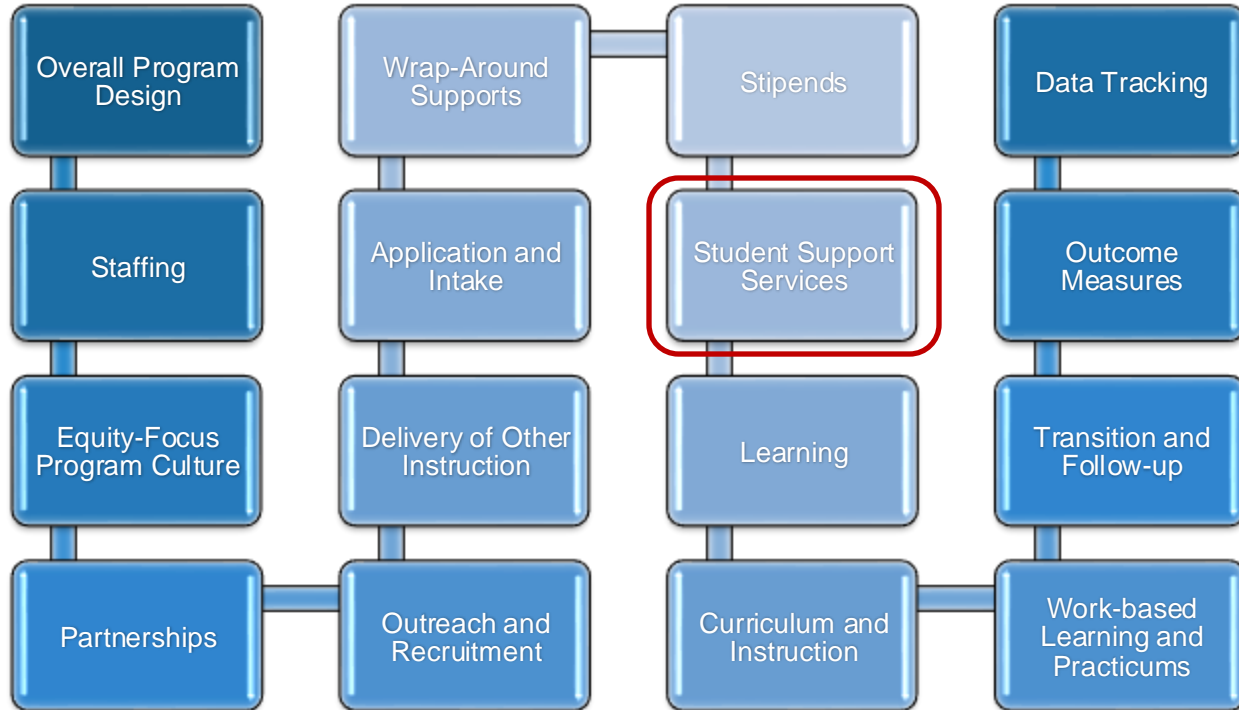 Overall Program
Design
Staffing
Equity-Focus
Program Culture
Partnerships
Outreach and
Recruitment
Delivery of Other
Instruction
Application and
Intake
Wrap-Around
Supports
Stipends
Student Support
Services
Learning
Curriculum and
Instruction
Work-based
Learning and
Practicums
Transition and
Follow-up
Outcome
Measures
Data Tracking